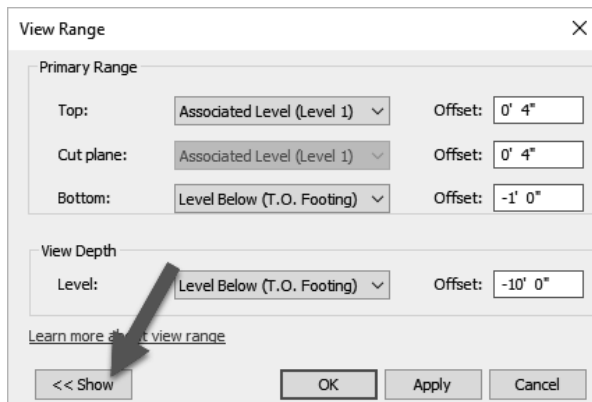 View Range
Primary Range
Top: Associated Level (Level 1) Offset: 0' 4"
Cut plane: Associated Level (Level 1) Offset: 0' 4"
Bottom: Level Below (T.O. Footing) Offset: -1' 0"
View Depth
Level: Level Below (T.O. Footing) Offset: -10' 0"
Learn more about view range
<< Show OK Apply Cancel